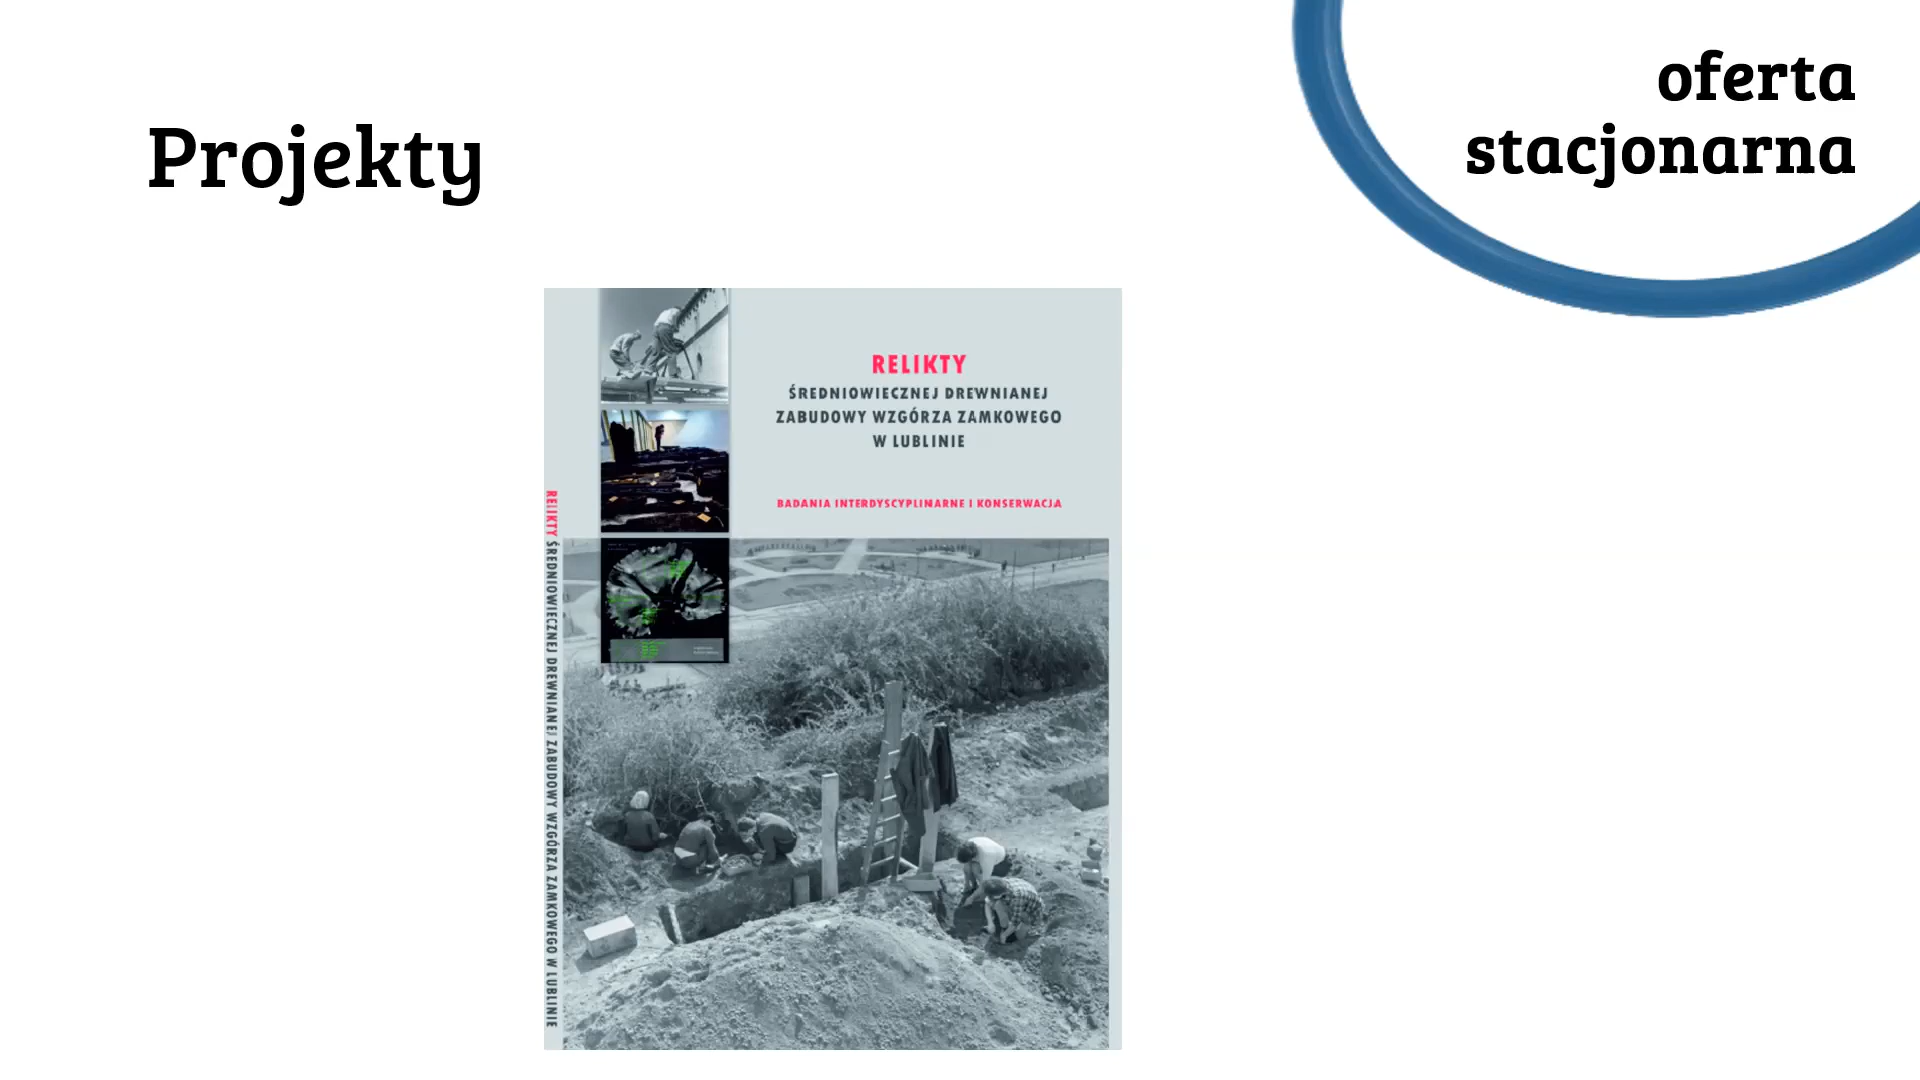 Projekty
oferta
stacjonarna
RELIKTY
ŚREDNIOWIECZNEJ DREWNIANEJ
ZABUDOWY WZGÓRZA ZAMKOWEGO
W LUBLINIE
BADANIA INTERDYSCYPLINARNE I KONSERWACJA
RELIKTY ŚREDNIOWIECZNEJ DREWNIANEJ ZABUDOWY WZGÓRZA ZAMKOWEGO W LUBLINIE